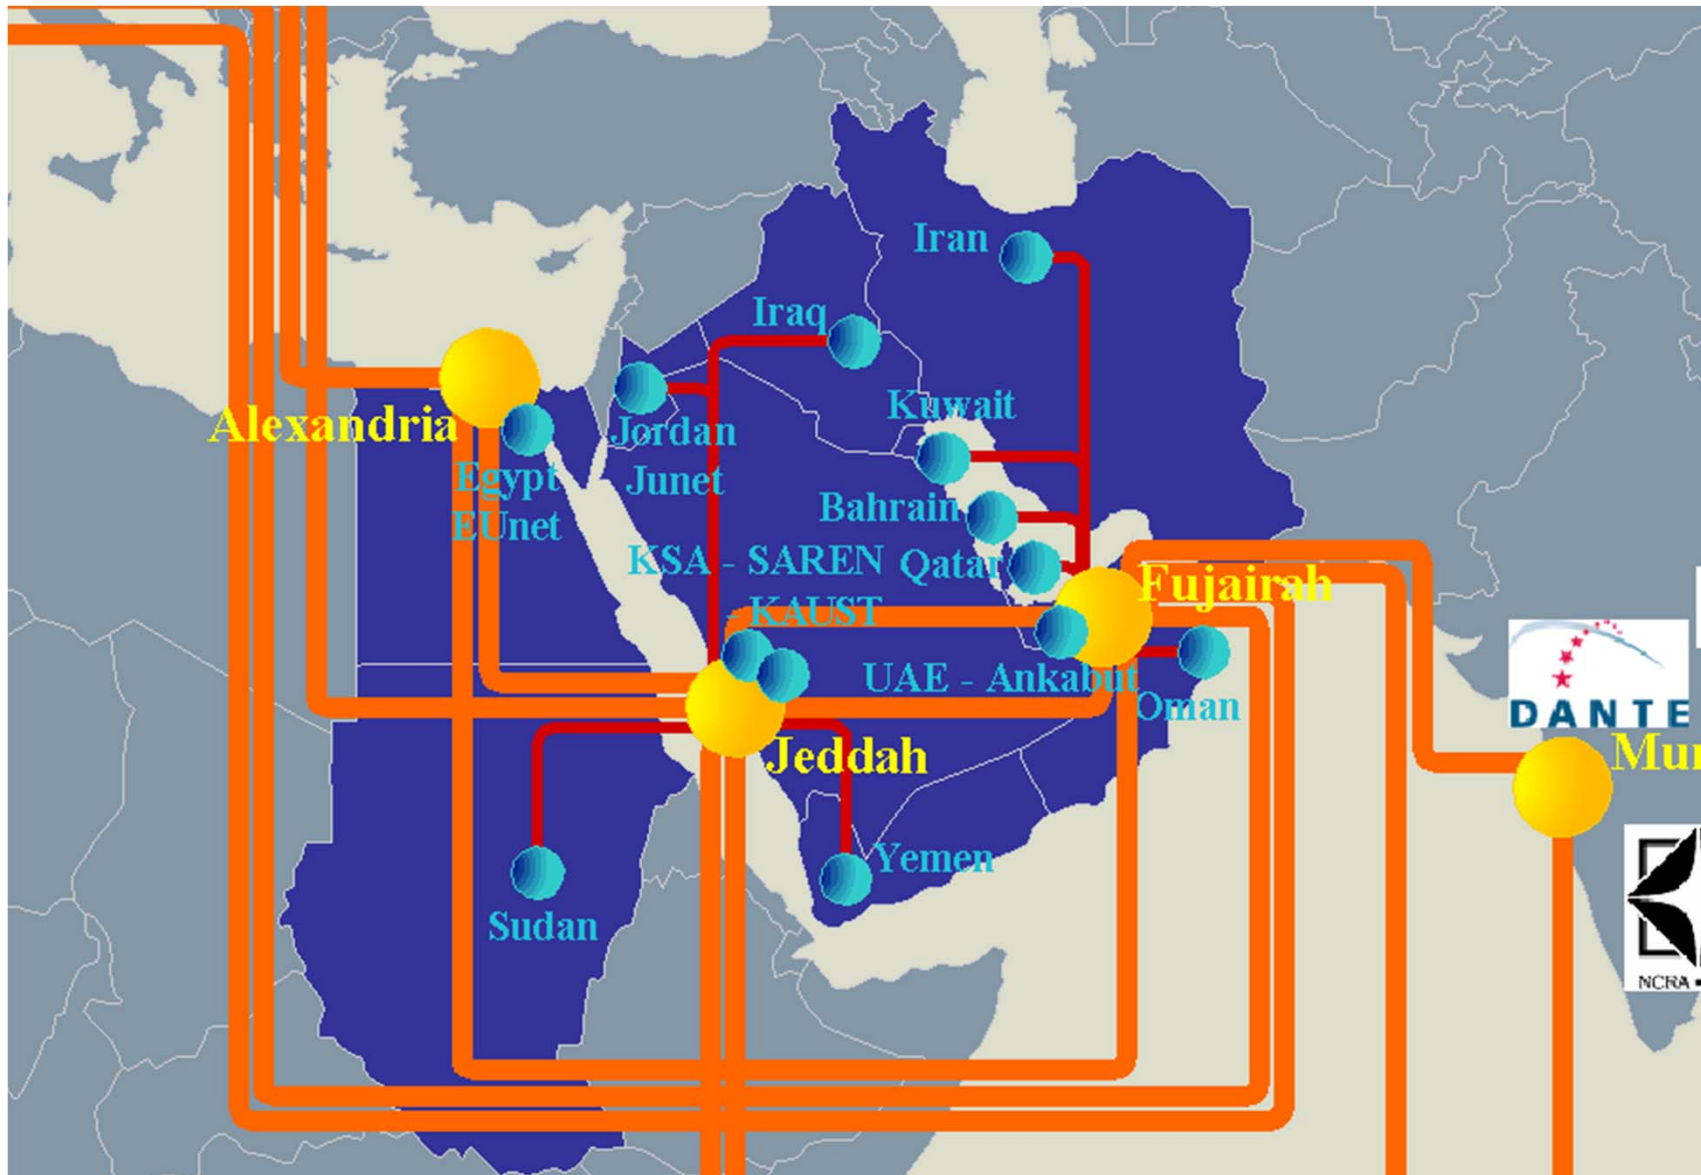 Iran
Iraq
Kuwait
Alexandria
Jordan
Junet
Egypt
EUnet
Bahrain
KSA - SAREN
- KAUST
Qatar
Fujairah
UAE - Ankabut
Oman
DANTE
Jeddah
Mum
Yemen
Sudan
NCRA •